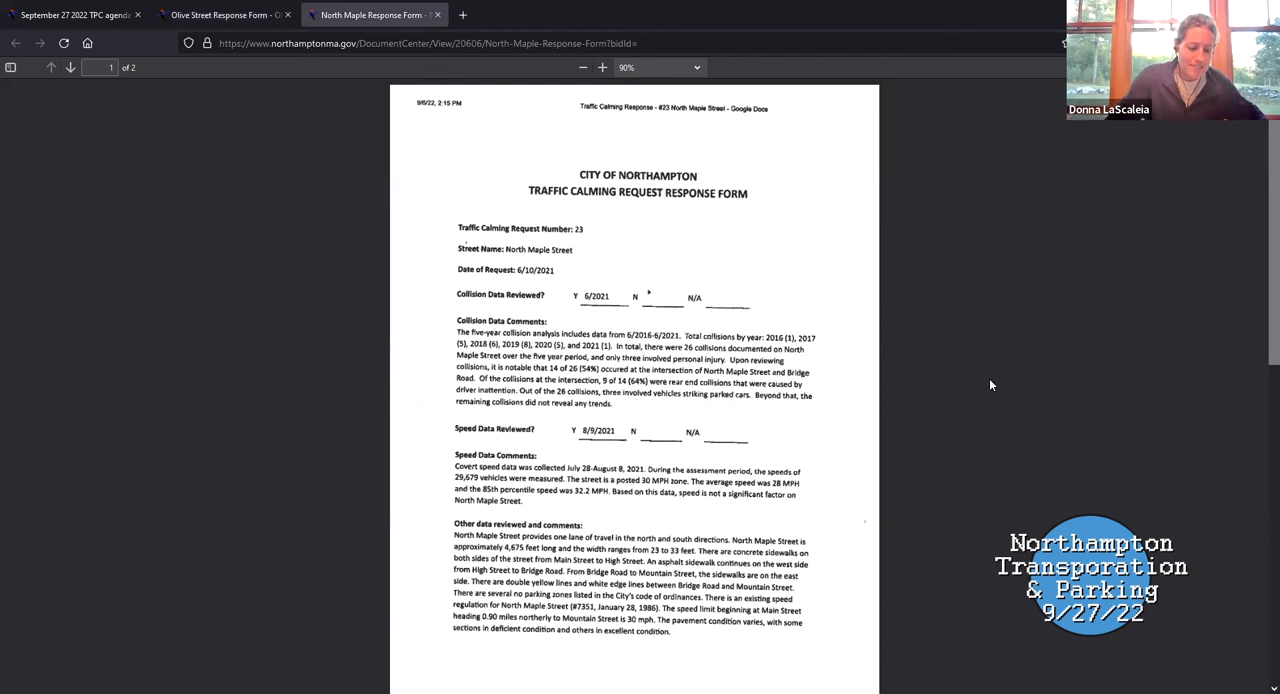 September 27 2022 TPC agenda
Olive Street Response Form - Ol
North Maple Response Form -
https://www.northamptonma.gov/DocumentCenter/View/20606/North-Maple-Response-Form?bidId=
1 of 2
90%
Donna LaScaleia
9/6/22, 2:15 PM
Traffic Calming Response - #23 North Maple Street - Google Docs
CITY OF NORTHAMPTON
TRAFFIC CALMING REQUEST RESPONSE FORM
Traffic Calming Request Number: 23
Street Name: North Maple Street
Date of Request: 6/10/2021
Collision Data Reviewed? Y 6/2021 N N/A
Collision Data Comments:
The five-year collision analysis includes data from 6/2016-6/2021. Total collisions by year: 2016 (1), 2017
(5), 2018 (6), 2019 (8), 2020 (5), and 2021 (1). In total, there were 26 collisions documented on North
Maple Street over the five year period, and only three involved personal injury. Upon reviewing
collisions, it is notable that 14 of 26 (54%) occured at the intersection of North Maple Street and Bridge
Road. Of the collisions at the intersection, 9 of 14 (64%) were rear end collisions that were caused by
driver inattention. Out of the 26 collisions, three involved vehicles striking parked cars. Beyond that, the
remaining collisions did not reveal any trends.
Speed Data Reviewed? Y 8/9/2021 N N/A
Speed Data Comments:
Covert speed data was collected July 28-August 8, 2021. During the assessment period, the speeds of
29,679 vehicles were measured. The street is a posted 30 MPH zone. The average speed was 28 MPH
and the 85th percentile speed was 32.2 MPH. Based on this data, speed is not a significant factor on
North Maple Street.
Other data reviewed and comments:
North Maple Street provides one lane of travel in the north and south directions. North Maple Street is
approximately 4,675 feet long and the width ranges from 23 to 33 feet. There are concrete sidewalks on
both sides of the street from Main Street to High Street. An asphalt sidewalk continues on the west side
from High Street to Bridge Road. From Bridge Road to Mountain Street, the sidewalks are on the east
side. There are double yellow lines and white edge lines between Bridge Road and Mountain Street.
There are several no parking zones listed in the City's code of ordinances. There is an existing speed
regulation for North Maple Street (#7351, January 28, 1986). The speed limit beginning at Main Street
heading 0.90 miles northerly to Mountain Street is 30 mph. The pavement condition varies, with some
sections in deficient condition and others in excellent condition.
Northampton
Transporation
& Parking
9/27/22